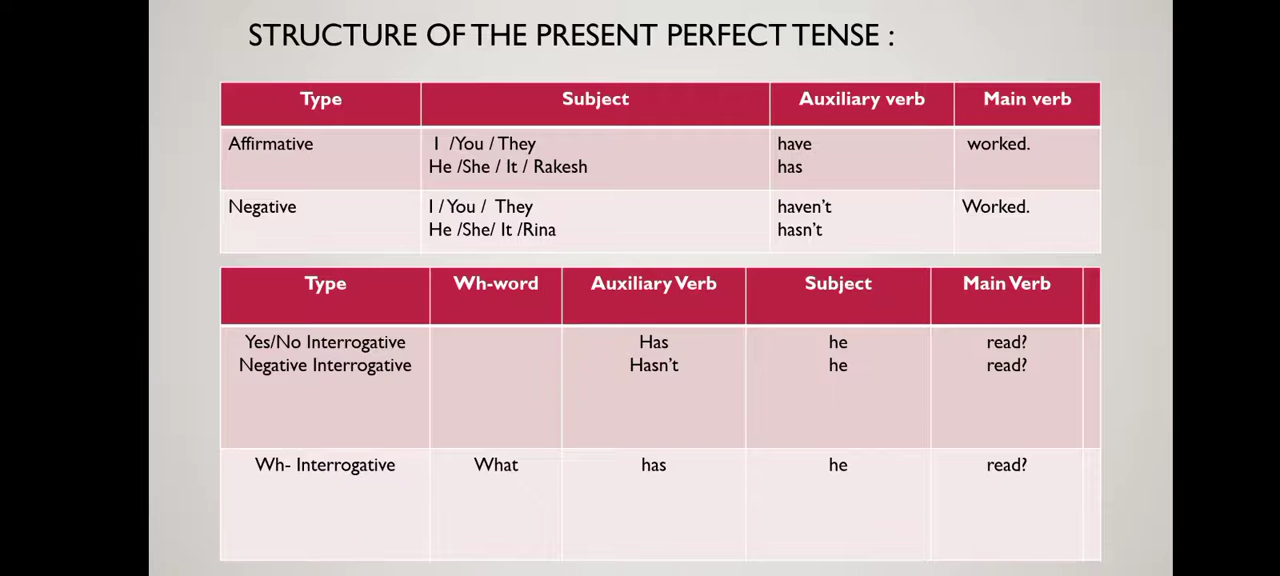 STRUCTURE OF THE PRESENT PERFECT TENSE :
Type Subject Auxiliary verb Main verb
Affirmative I /You / They have worked.
He /She / It / Rakesh has
Negative I / You / They haven't Worked.
He /She/ It /Rina hasn't
Type Wh-word Auxiliary Verb Subject Main Verb
Yes/No Interrogative Has he read?
Negative Interrogative Hasn't he read?
Wh- Interrogative What has he read?